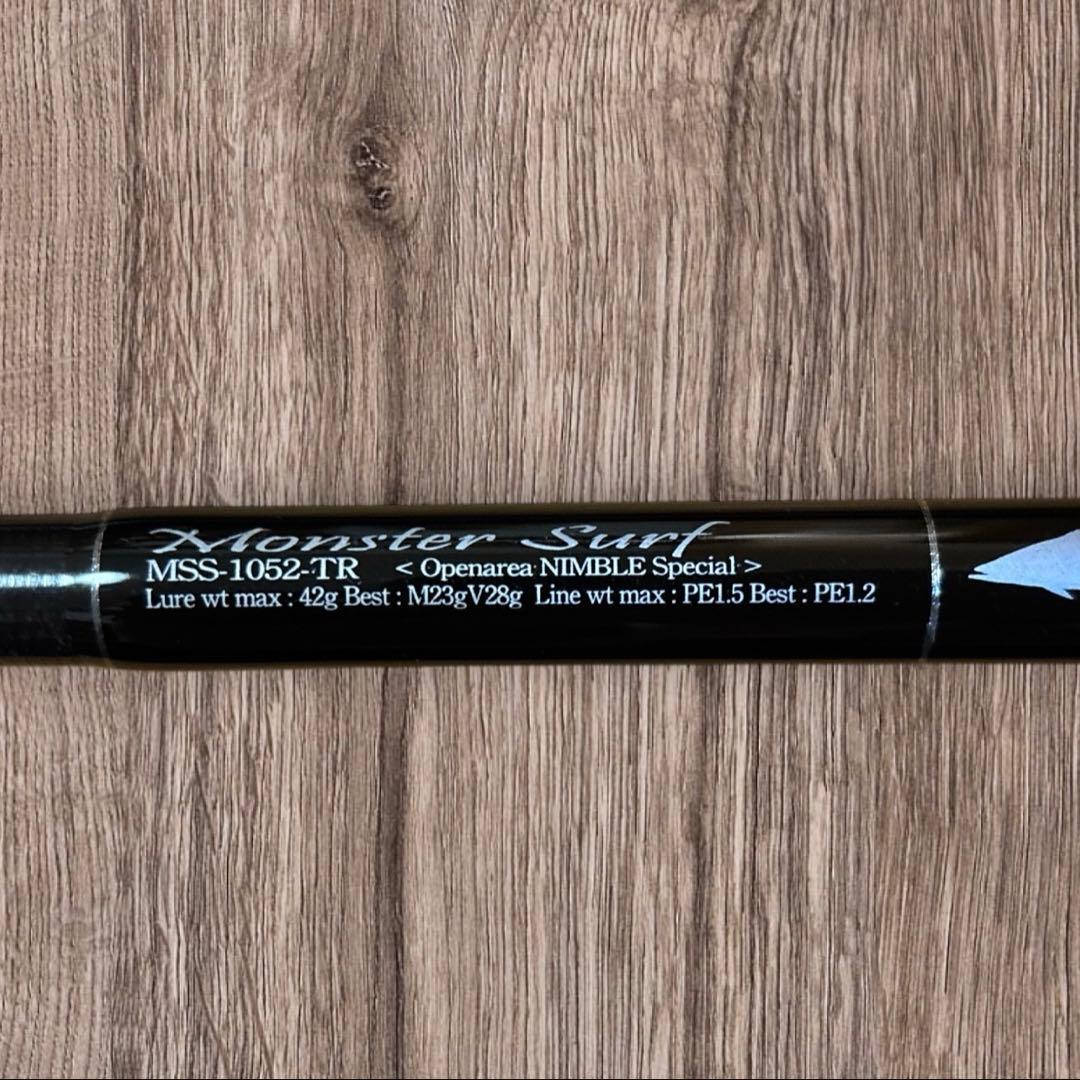 Monster Surf
MSS-1052-TR < Openarea NIMBLE Special >
Lure wt max : 42g Best : M23gV28g Line wt max : PE1.5 Best : PE1.2